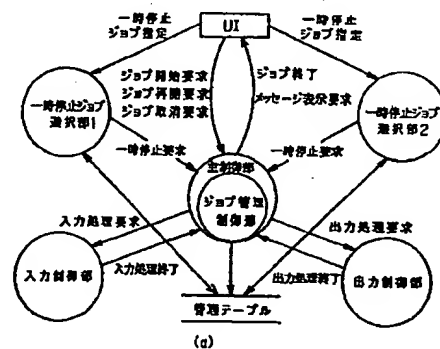 一時停止
ジョブ指定
UI
一時停止
ジョブ指定
ジョブ開始要求
ジョブ再開要求
ジョブ取消要求
ジョブ終了
メッセージ表示要求
一時停止ジョブ
選択部1
一時停止ジョブ
選択部2
一時停止要求
一時停止要求
主制御部
ジョブ管理
制御部
入力処理要求
出力処理要求
入力制御部
入力処理終了
出力処理終了
出力制御部
管理テーブル
(a)